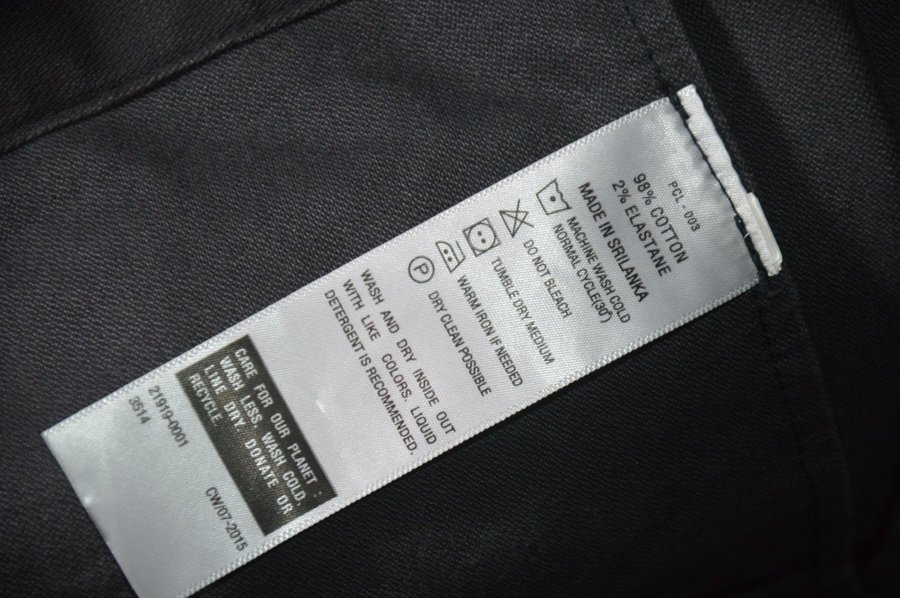 PCL - 003
98% COTTON
2% ELASTANE
MADE IN SRILANKA
MACHINE WASH COLD
NORMAL CYCLE(30°)
DO NOT BLEACH
TUMBLE DRY MEDIUM
WARM IRON IF NEEDED
P DRY CLEAN POSSIBLE
WASH AND DRY INSIDE OUT
WITH LIKE COLORS. LIQUID
DETERGENT IS RECOMMENDED.
CARE FOR OUR PLANET :
WASH LESS, WASH COLD,
LINE DRY, DONATE OR
RECYCLE.
21919-0001
3514
CW/07-2015